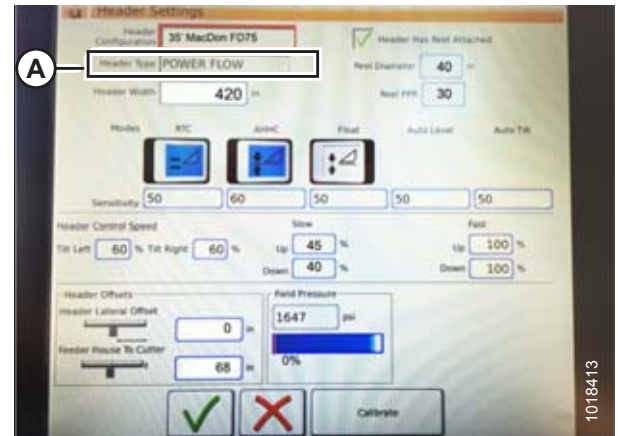 Header Settings
Header Configuration 35' MacDon FD75
Header Has Reel Attached
A
Header Type POWER FLOW
Reel Diameter 40 in
Header Width 420 in
Reel PPR 30
Modes RTC AHHC Float Auto Level Auto Tilt
Sensitivity 50 60 50 50 50
Header Control Speed Slow Fast
Tilt Left 60 % Tilt Right 60 % Up 45 % Up 100 %
Down 40 % Down 100 %
Header Offsets Field Pressure
Header Lateral Offset
0 in 1647 psi
Feeder House To Cutter
68 in 0%
Calibrate
1018413